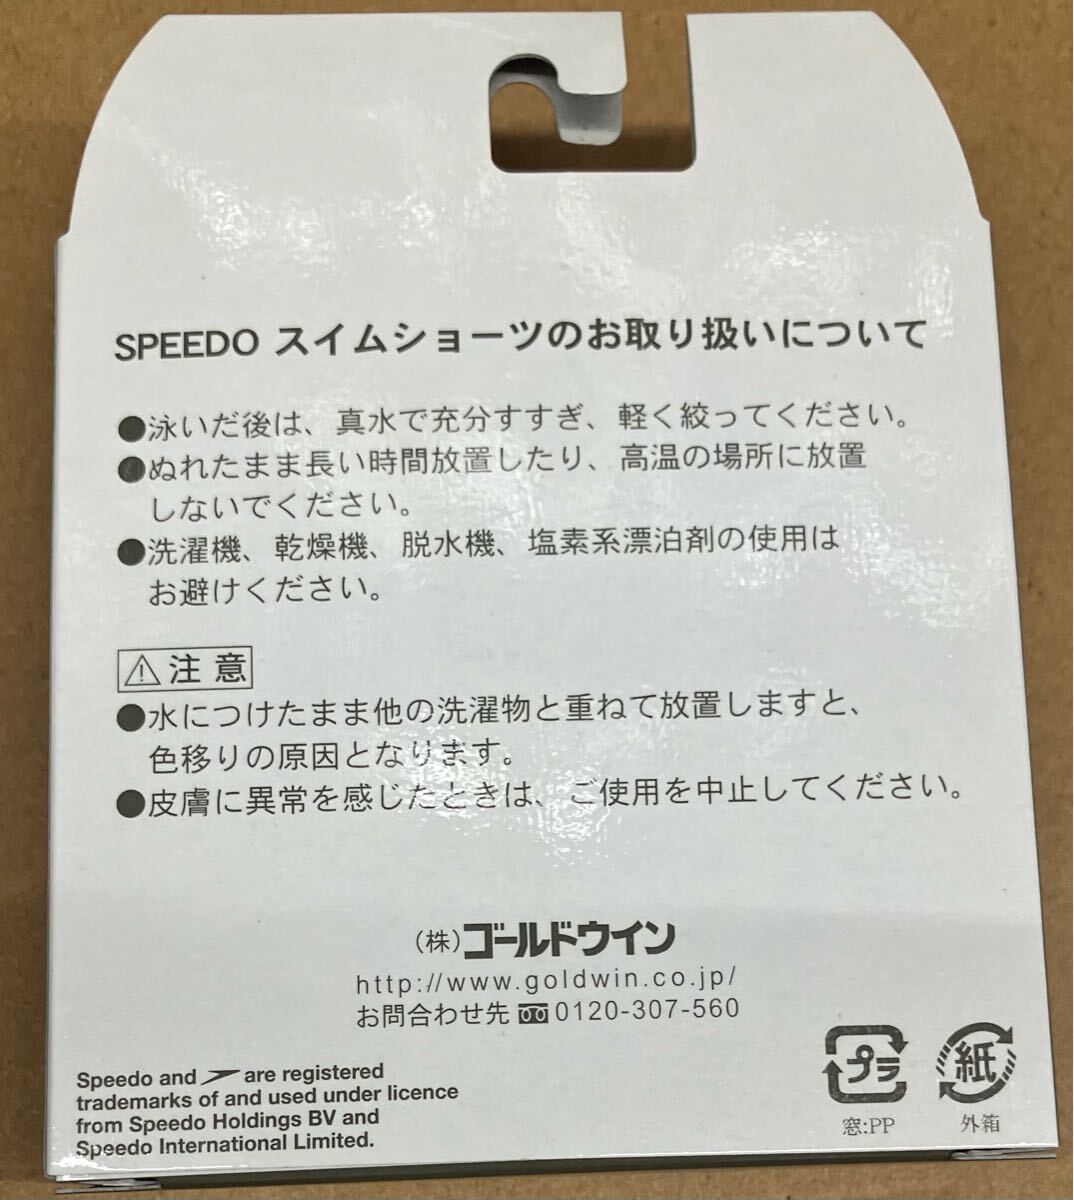 SPEEDO スイムショーツのお取り扱いについて
●泳いだ後は、真水で充分すすぎ、軽く絞ってください。
●ぬれたまま長い時間放置したり、高温の場所に放置
しないでください。
●洗濯機、乾燥機、脱水機、塩素系漂泊剤の使用は
お避けください。
⚠注意
●水につけたまま他の洗濯物と重ねて放置しますと、
色移りの原因となります。
●皮膚に異常を感じたときは、ご使用を中止してください。
(株)ゴールドウイン
http://www.goldwin.co.jp/
お問合わせ先 0120-307-560
Speedo and are registered
trademarks of and used under licence
from Speedo Holdings BV and
Speedo International Limited.
プラ
窓:PP
紙
外箱